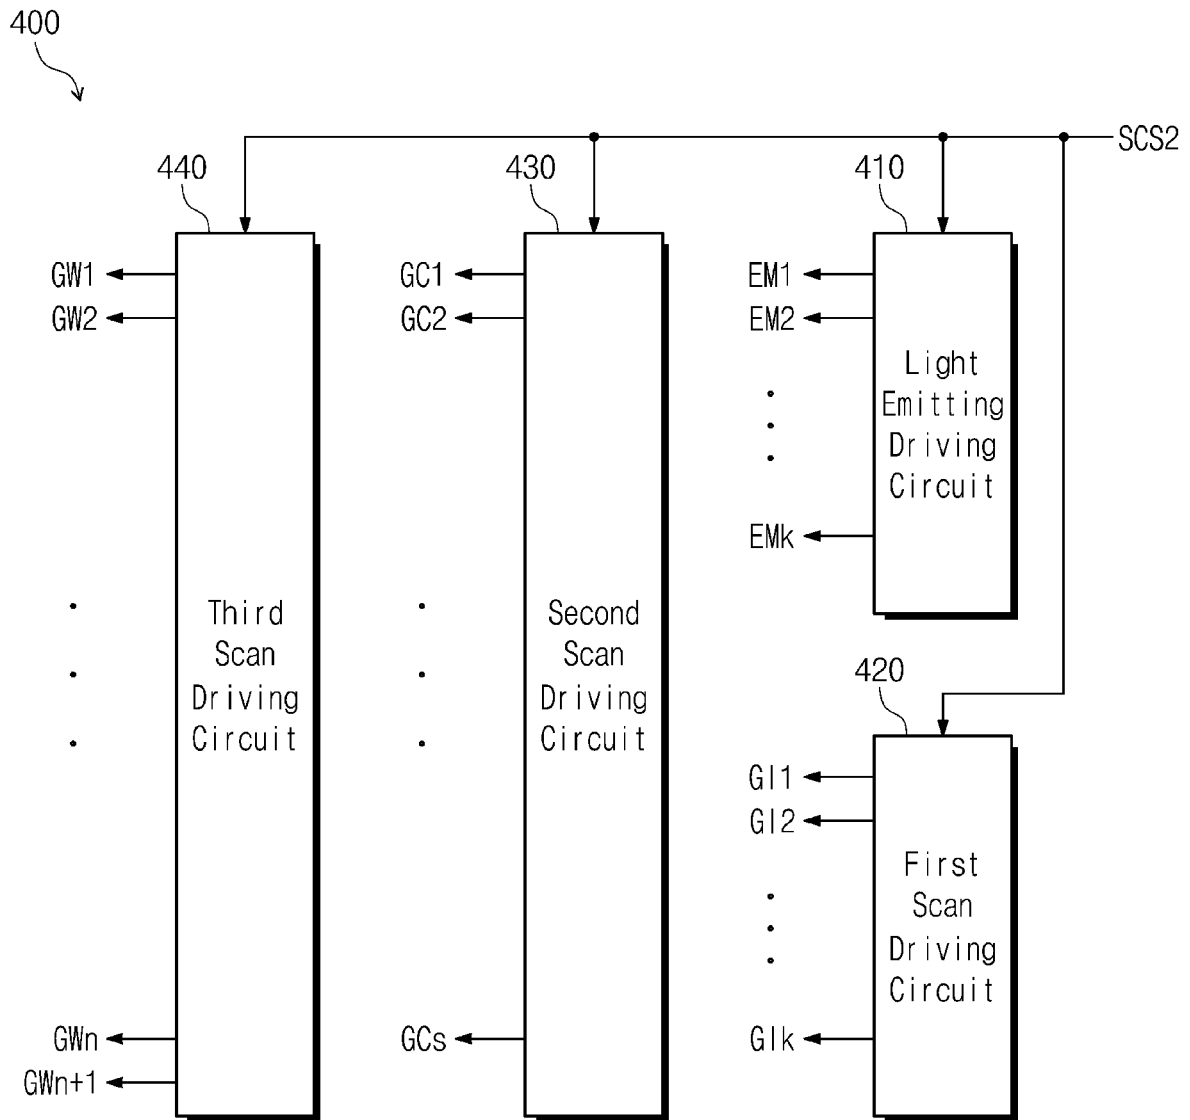 400
SCS2
440
430
410
GW1
GW2
GC1
GC2
EM1
EM2
Light
Emitting
Driving
Circuit
EMk
Third
Scan
Driving
Circuit
Second
Scan
Driving
Circuit
420
GI1
GI2
First
Scan
Driving
Circuit
GWn
GWn+1
GCs
GIk